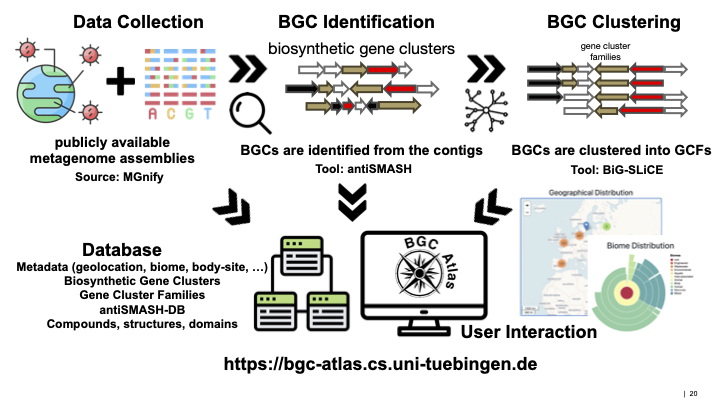 Data Collection
BGC Identification
BGC Clustering
biosynthetic gene clusters
gene cluster
families
A C G T
publicly available
metagenome assemblies
Source: MGnify
BGCs are identified from the contigs
Tool: antiSMASH
BGCs are clustered into GCFs
Tool: BiG-SLiCE
Geographical Distribution
Biome Distribution
Database
Metadata (geolocation, biome, body-site, …)
Biosynthetic Gene Clusters
Gene Cluster Families
antiSMASH-DB
Compounds, structures, domains
BGC Atlas
User Interaction
https://bgc-atlas.cs.uni-tuebingen.de
| 20